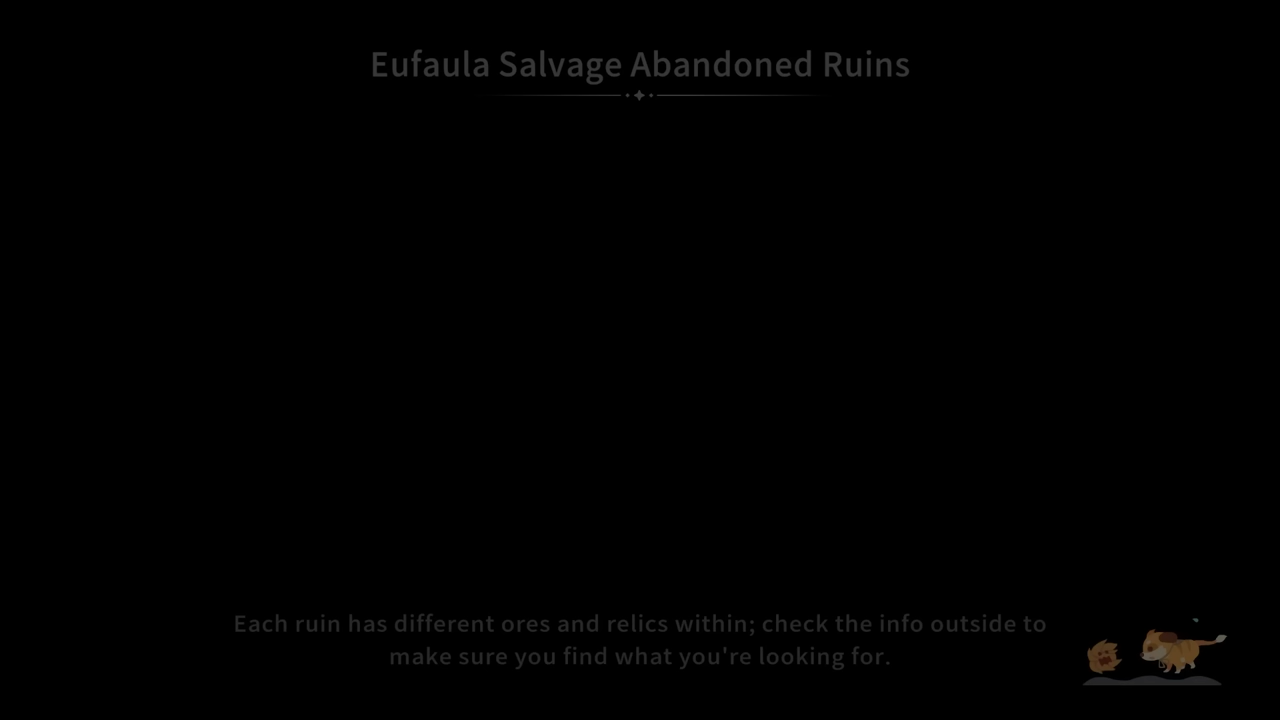 Eufaula Salvage Abandoned Ruins
Each ruin has different ores and relics within; check the info outside to
make sure you find what you're looking for.